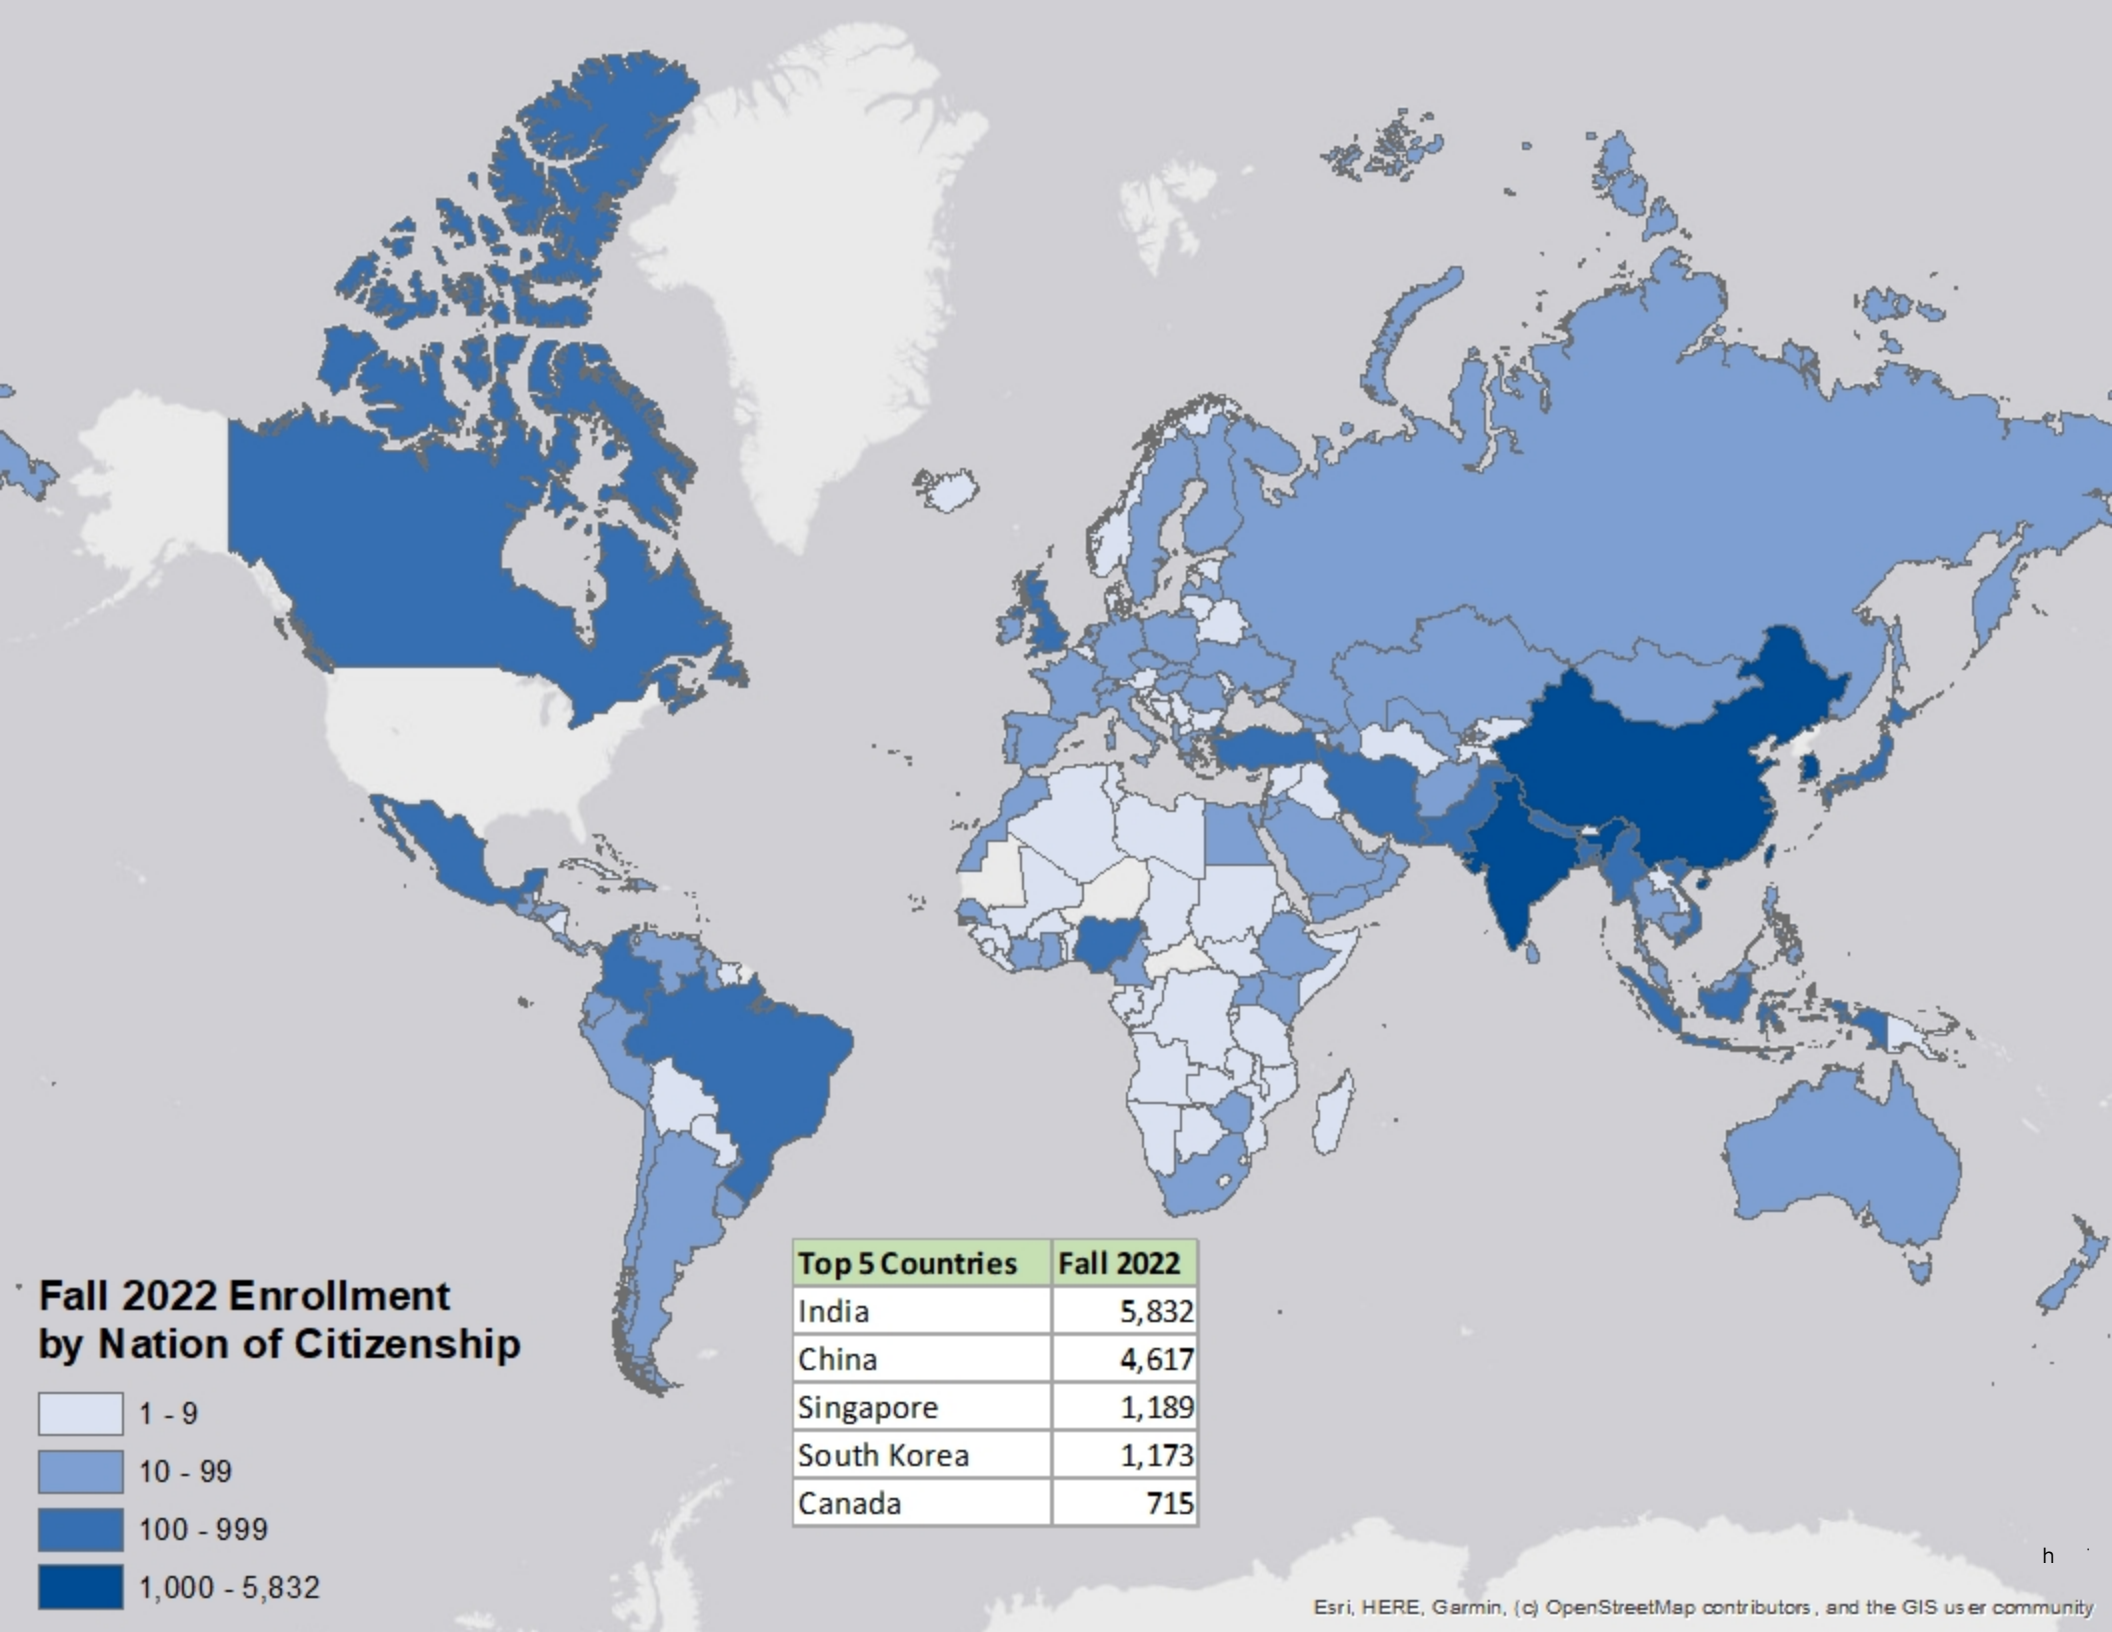 Top 5 Countries Fall 2022
India 5,832
China 4,617
Singapore 1,189
South Korea 1,173
Canada 715
Fall 2022 Enrollment
by Nation of Citizenship
1 - 9
10 - 99
100 - 999
1,000 - 5,832
h
Esri, HERE, Garmin, (c) OpenStreetMap contributors, and the GIS user community